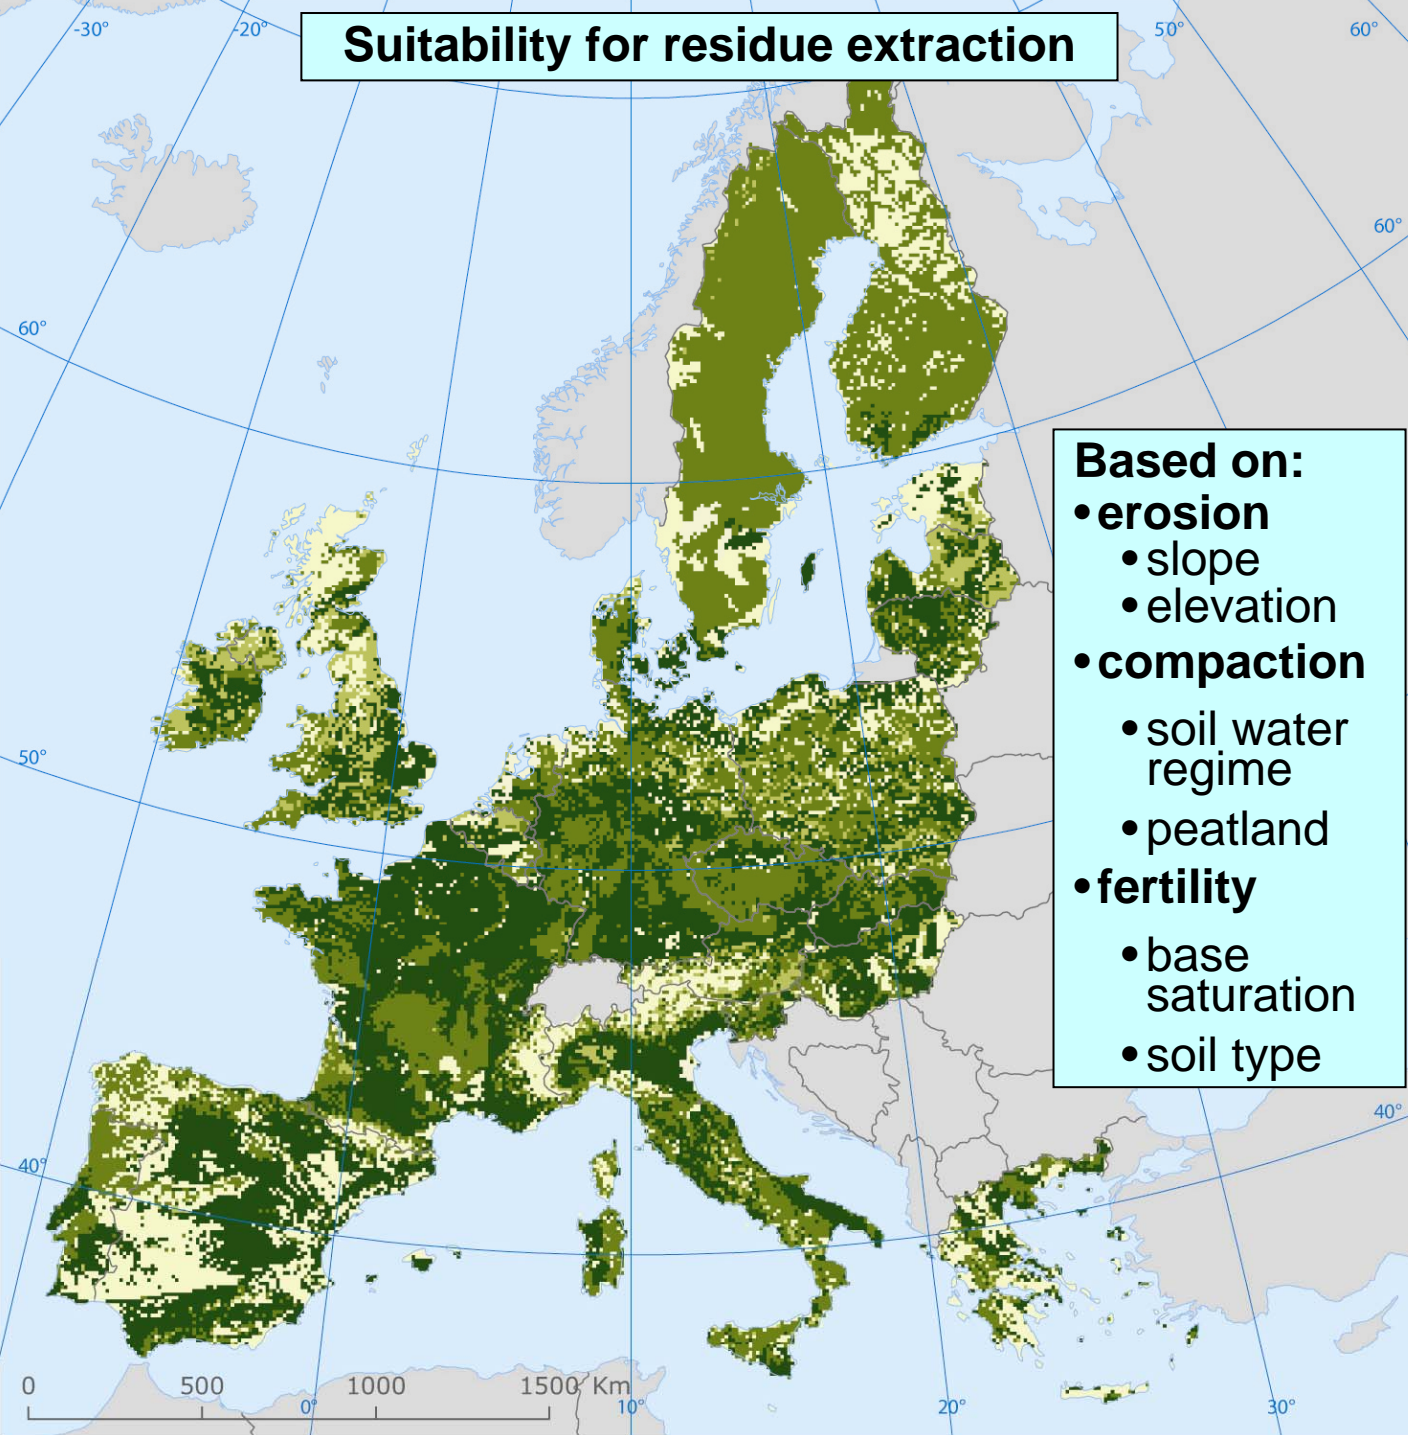 Suitability for residue extraction
-30°
-20°
50°
60°
60°
60°
50°
40°
40°
Based on:
•erosion
•slope
•elevation
•compaction
•soil water
regime
•peatland
•fertility
•base
saturation
•soil type
0 500 1000 1500 Km
0° 10° 20° 30°